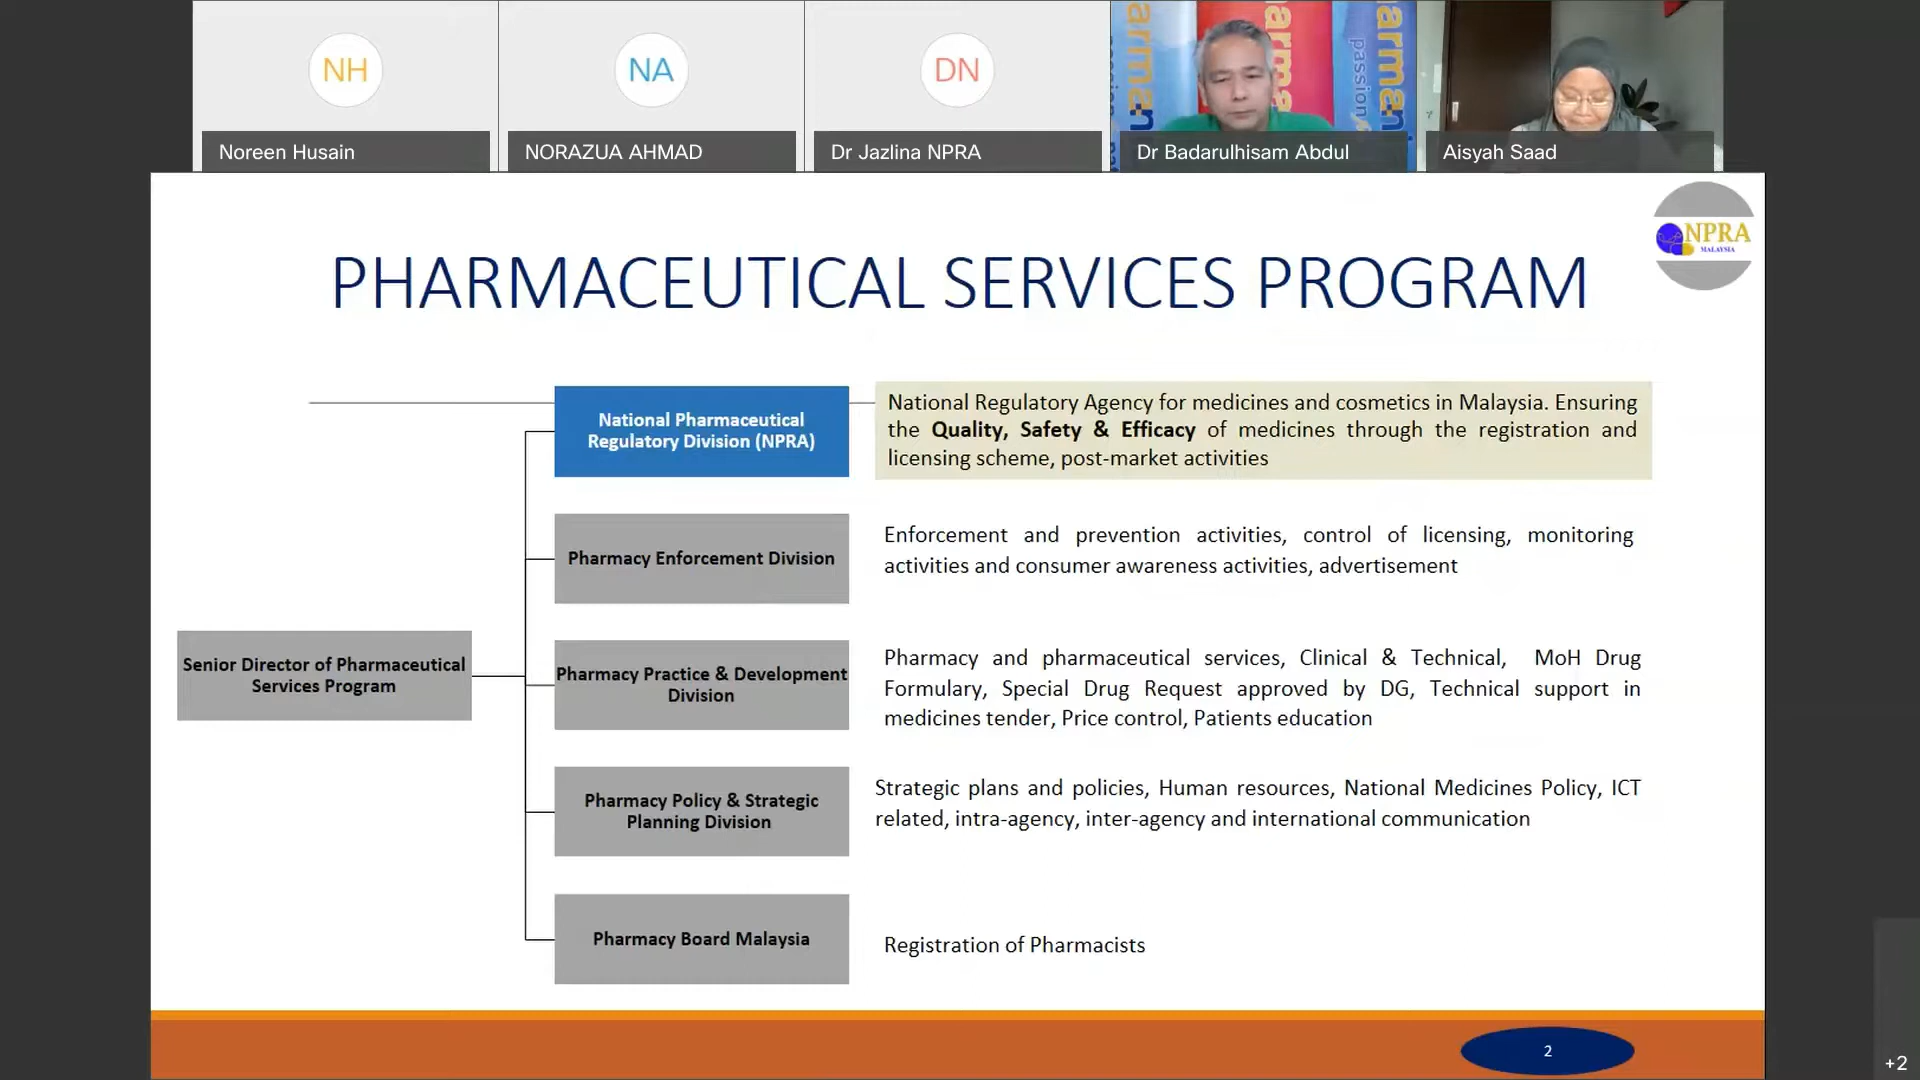 NH
NA
DN
Noreen Husain
NORAZUA AHMAD
Dr Jazlina NPRA
Dr Badarulhisam Abdul
Aisyah Saad
NPRA
MALAYSIA
PHARMACEUTICAL SERVICES PROGRAM
National Pharmaceutical
Regulatory Division (NPRA)
National Regulatory Agency for medicines and cosmetics in Malaysia. Ensuring
the Quality, Safety & Efficacy of medicines through the registration and
licensing scheme, post-market activities
Pharmacy Enforcement Division
Enforcement and prevention activities, control of licensing, monitoring
activities and consumer awareness activities, advertisement
Senior Director of Pharmaceutical
Services Program
Pharmacy Practice & Development
Division
Pharmacy and pharmaceutical services, Clinical & Technical, MoH Drug
Formulary, Special Drug Request approved by DG, Technical support in
medicines tender, Price control, Patients education
Pharmacy Policy & Strategic
Planning Division
Strategic plans and policies, Human resources, National Medicines Policy, ICT
related, intra-agency, inter-agency and international communication
Pharmacy Board Malaysia
Registration of Pharmacists
2
+2